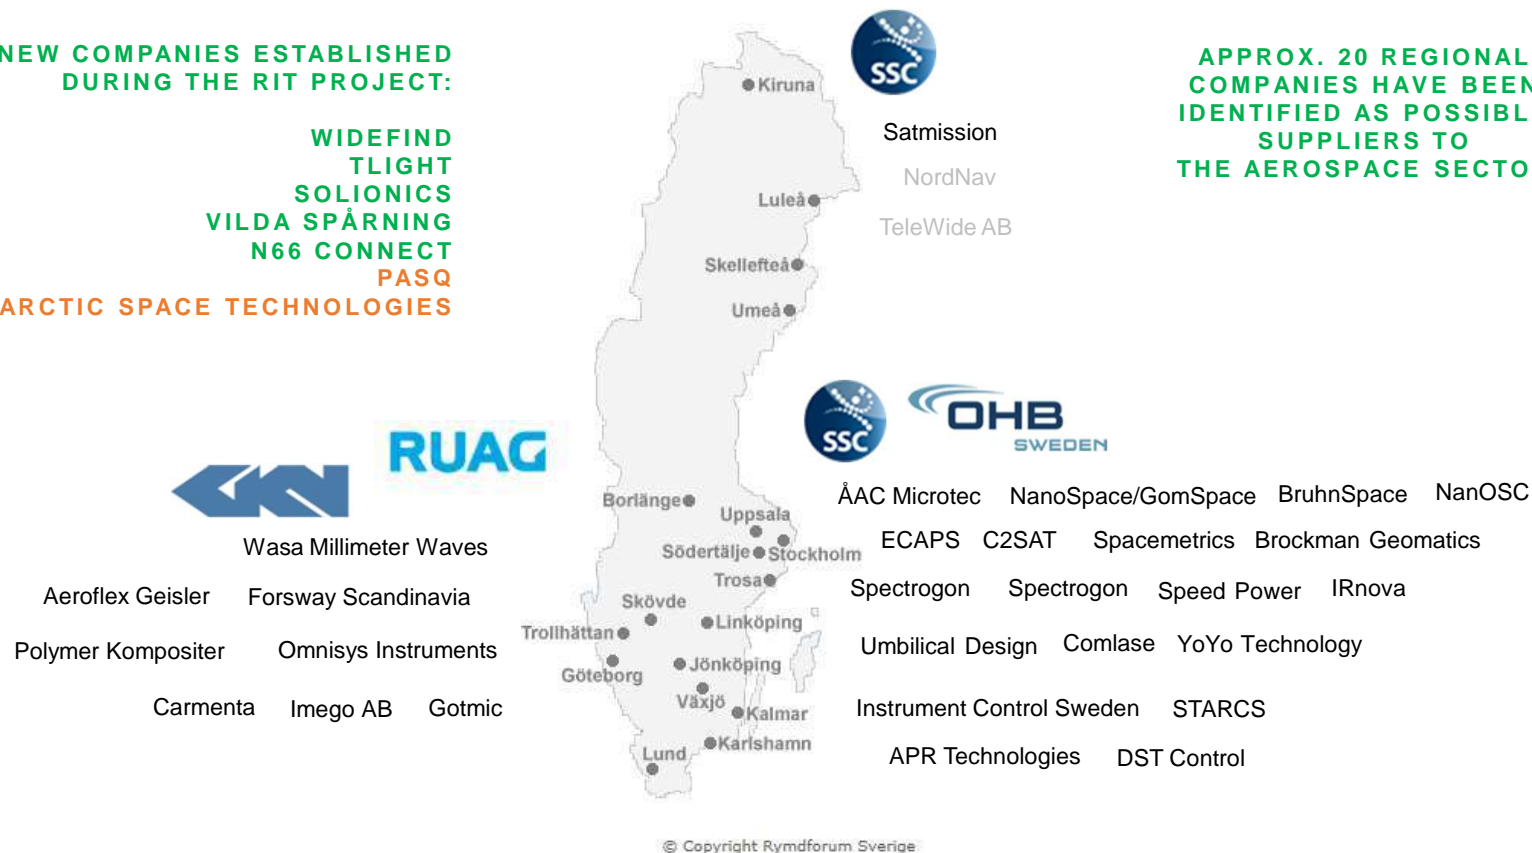 NEW COMPANIES ESTABLISHED
DURING THE RIT PROJECT:
WIDEFIND
TLIGHT
SOLIONICS
VILDA SPÅRNING
N66 CONNECT
PASQ
ARCTIC SPACE TECHNOLOGIES
SSC
Satmission
NordNav
TeleWide AB
APPROX. 20 REGIONAL
COMPANIES HAVE BEEN
IDENTIFIED AS POSSIBL
SUPPLIERS TO
THE AEROSPACE SECTO
Kiruna
Luleå
Skellefteå
Umeå
Borlänge
Uppsala
Södertälje
Stockholm
Trosa
Skövde
Linköping
Trollhättan
Göteborg
Jönköping
Växjö
Kalmar
Karlshamn
Lund
RUAG
GKN
Wasa Millimeter Waves
Aeroflex Geisler Forsway Scandinavia
Polymer Kompositer Omnisys Instruments
Carmenta Imego AB Gotmic
SSC
OHB
SWEDEN
ÅAC Microtec NanoSpace/GomSpace BruhnSpace NanOSC
ECAPS C2SAT Spacemetrics Brockman Geomatics
Spectrogon Spectrogon Speed Power IRnova
Umbilical Design Comlase YoYo Technology
Instrument Control Sweden STARCS
APR Technologies DST Control
© Copyright Rymdforum Sverige